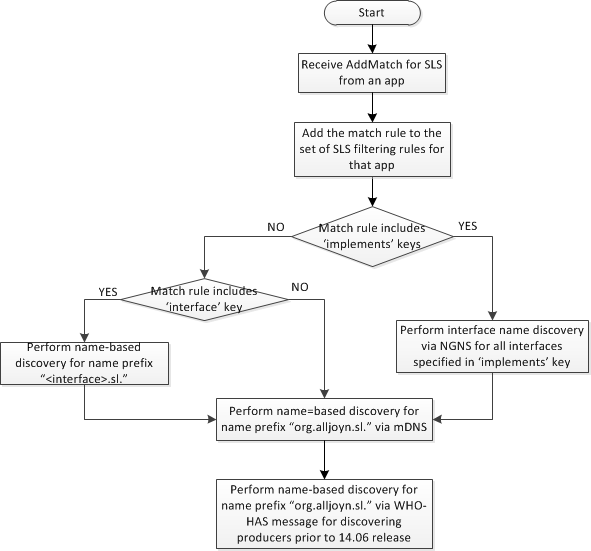 Start
Receive AddMatch for SLS
from an app
Add the match rule to the
set of SLS filtering rules for
that app
Match rule includes
‘implements’ keys
NO
YES
Match rule includes
‘interface’ key
YES
NO
Perform name-based
discovery for name prefix
“<interface>.sl.”
Perform interface name discovery
via NGNS for all interfaces
specified in ‘implements’ key
Perform name=based discovery for
name prefix “org.alljoyn.sl.” via mDNS
Perform name-based discovery for
name prefix “org.alljoyn.sl.” via WHO-
HAS message for discovering
producers prior to 14.06 release